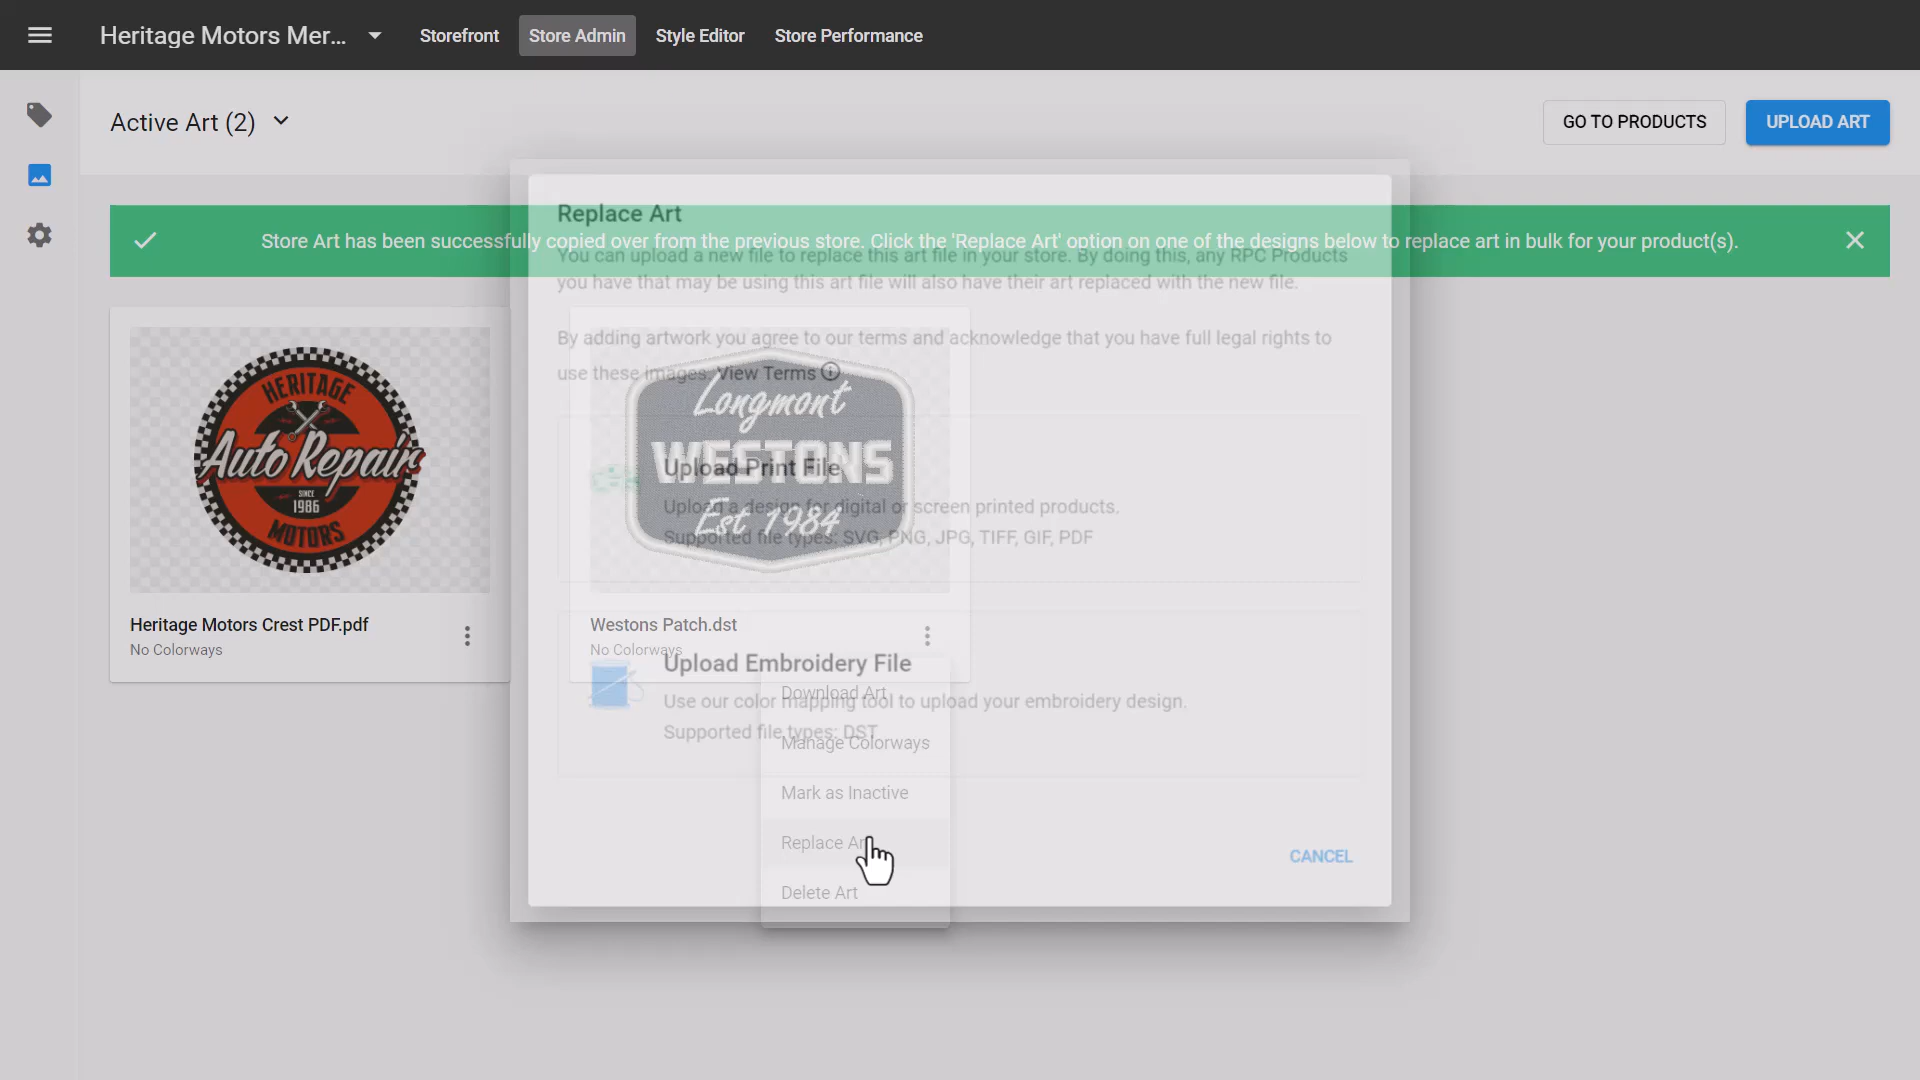 Heritage Motors Mer...
Storefront
Store Admin
Style Editor
Store Performance
Active Art (2)
GO TO PRODUCTS
UPLOAD ART
Replace Art
Store Art has been successfully copied over from the previous store. Click the 'Replace Art' option on one of the designs below to replace art in bulk for your product(s).
You can upload a new file to replace this art file in your store. By doing this, any RPC Products
you have that may be using this art file will also have their art replaced with the new file.
By adding artwork you agree to our terms and acknowledge that you have full legal rights to
use these images. View Terms
HERITAGE
Auto Repair
SINCE
1986
MOTORS
Longmont
WESTONS
Est 1984
Upload Print File
Upload a design for digital or screen printed products.
Supported file types: SVG, PNG, JPG, TIFF, GIF, PDF
Heritage Motors Crest PDF.pdf
No Colorways
Westons Patch.dst
No Colorways
Upload Embroidery File
Use our color mapping tool to upload your embroidery design.
Supported file types: DST
Download Art
Manage Colorways
Mark as Inactive
Replace Art
Delete Art
CANCEL